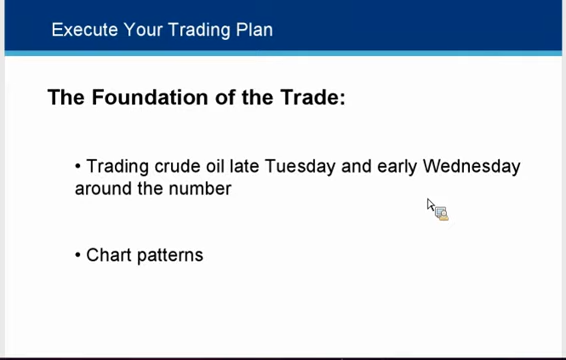 Execute Your Trading Plan
The Foundation of the Trade:
• Trading crude oil late Tuesday and early Wednesday
around the number
• Chart patterns